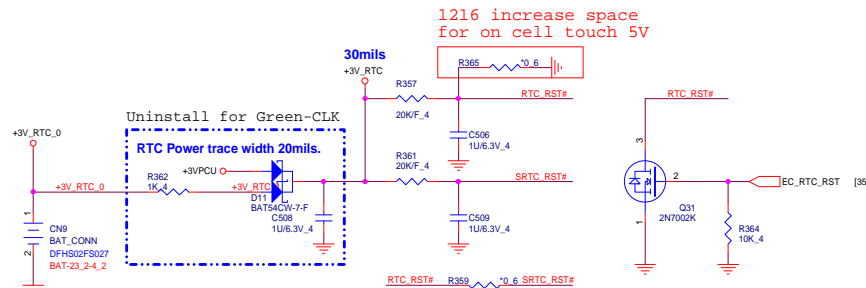 1216 increase space
for on cell touch 5V
30mils
+3V_RTC
R365
*0_6
R357
RTC_RST#
20K/F_4
RTC_RST#
Uninstall for Green-CLK
C506
1U/6.3V_4
+3V_RTC_0
RTC Power trace width 20mils.
+3VPCU
R361
20K/F_4
SRTC_RST#
3
2
EC_RTC_RST
[35
+3V_RTC_0
R362
1K_4
+3V_RTC
D11
BAT54CW-7-F
C508
1U/6.3V_4
C509
1U/6.3V_4
Q31
2N7002K
1
R364
10K_4
1
CN9
BAT_CONN
2
DFHS02FS027
BAT-23_2-4_2
RTC_RST#
R359
*0_6
SRTC_RST#